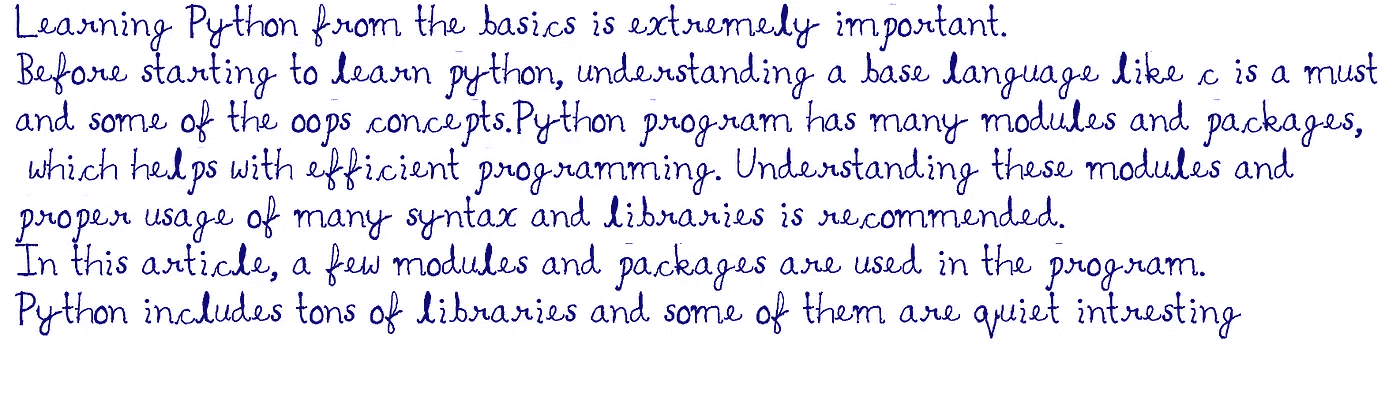 Learning Python from the basics is extremely important.
Before starting to learn python, understanding a base language like c is a must
and some of the oops concepts.Python program has many modules and packages,
which helps with efficient programming. Understanding these modules and
proper usage of many syntax and libraries is recommended.
In this article, a few modules and packages are used in the program.
Python includes tons of libraries and some of them are quiet intresting